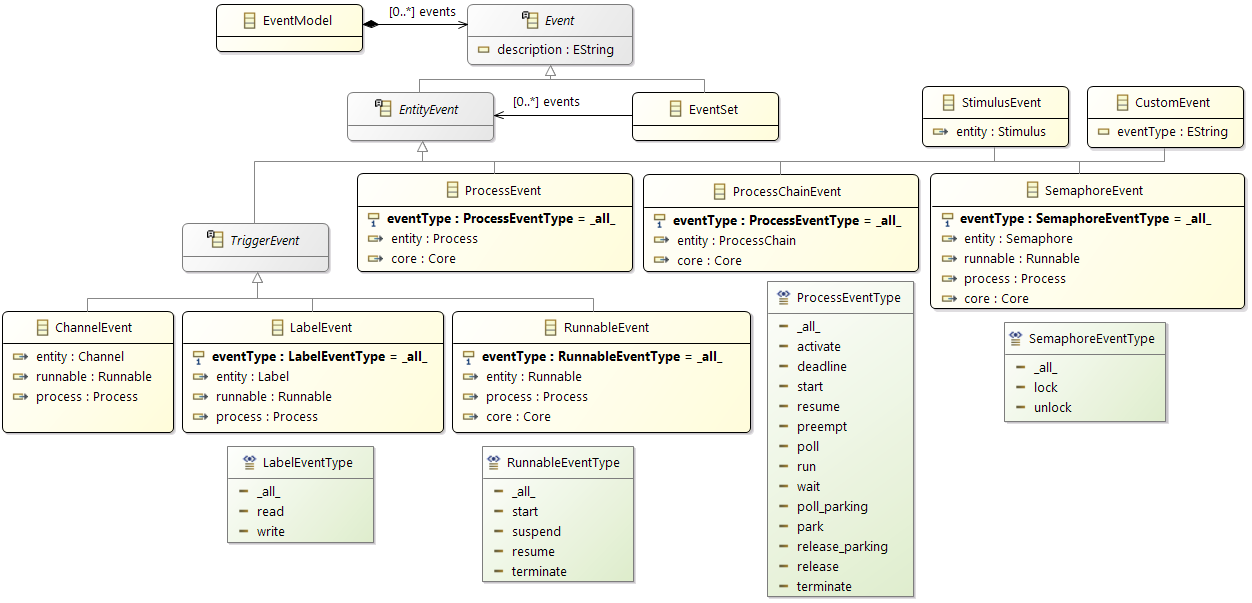 EventModel
[0..*] events
Event
description : EString
EntityEvent
[0..*] events
EventSet
StimulusEvent
entity : Stimulus
CustomEvent
eventType : EString
ProcessEvent
eventType : ProcessEventType = _all_
entity : Process
core : Core
ProcessChainEvent
eventType : ProcessEventType = _all_
entity : ProcessChain
core : Core
SemaphoreEvent
eventType : SemaphoreEventType = _all_
entity : Semaphore
runnable : Runnable
process : Process
core : Core
TriggerEvent
ChannelEvent
entity : Channel
runnable : Runnable
process : Process
LabelEvent
eventType : LabelEventType = _all_
entity : Label
runnable : Runnable
process : Process
RunnableEvent
eventType : RunnableEventType = _all_
entity : Runnable
process : Process
core : Core
ProcessEventType
_all_
activate
deadline
start
resume
preempt
poll
run
wait
poll_parking
park
release_parking
release
terminate
SemaphoreEventType
_all_
lock
unlock
LabelEventType
_all_
read
write
RunnableEventType
_all_
start
suspend
resume
terminate